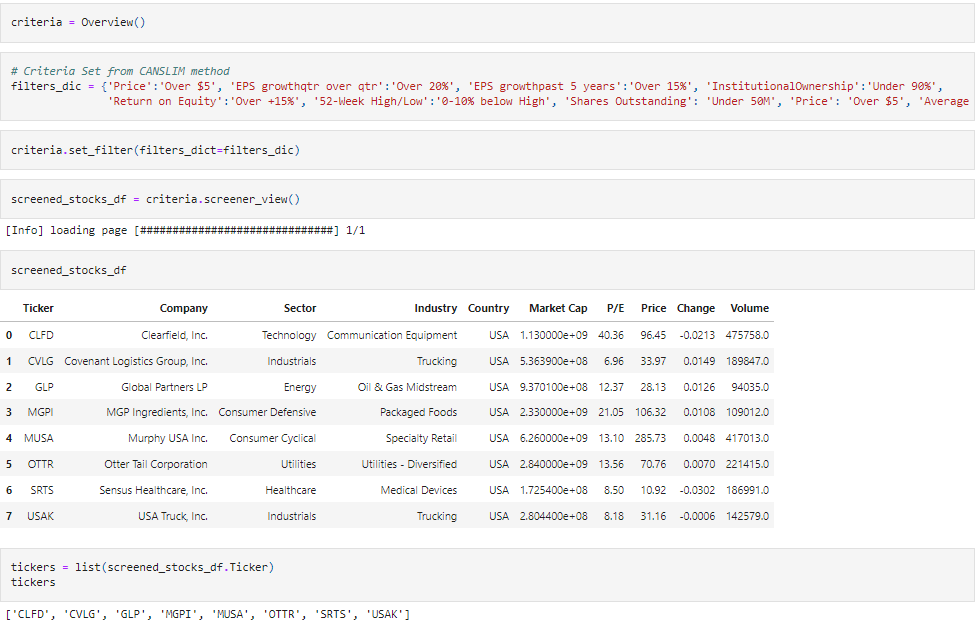 criteria = Overview()
# Criteria Set from CANSLIM method
filters_dic = {'Price':'Over $5', 'EPS growthqtr over qtr':'Over 20%', 'EPS growthpast 5 years':'Over 15%', 'InstitutionalOwnership':'Under 90%',
'Return on Equity':'Over +15%', '52-Week High/Low':'0-10% below High', 'Shares Outstanding': 'Under 50M', 'Price': 'Over $5', 'Average
criteria.set_filter(filters_dict=filters_dic)
screened_stocks_df = criteria.screener_view()
[Info] loading page [##############################] 1/1
screened_stocks_df
Ticker Company Sector Industry Country Market Cap P/E Price Change Volume
0 CLFD Clearfield, Inc. Technology Communication Equipment USA 1.130000e+09 40.36 96.45 -0.0213 475758.0
1 CVLG Covenant Logistics Group, Inc. Industrials Trucking USA 5.363900e+08 6.96 33.97 0.0149 189847.0
2 GLP Global Partners LP Energy Oil & Gas Midstream USA 9.370100e+08 12.37 28.13 0.0126 94035.0
3 MGPI MGP Ingredients, Inc. Consumer Defensive Packaged Foods USA 2.330000e+09 21.05 106.32 0.0108 109012.0
4 MUSA Murphy USA Inc. Consumer Cyclical Specialty Retail USA 6.260000e+09 13.10 285.73 0.0048 417013.0
5 OTTR Otter Tail Corporation Utilities Utilities - Diversified USA 2.840000e+09 13.56 70.76 0.0070 221415.0
6 SRTS Sensus Healthcare, Inc. Healthcare Medical Devices USA 1.725400e+08 8.50 10.92 -0.0302 186991.0
7 USAK USA Truck, Inc. Industrials Trucking USA 2.804400e+08 8.18 31.16 -0.0006 142579.0
tickers = list(screened_stocks_df.Ticker)
tickers
['CLFD', 'CVLG', 'GLP', 'MGPI', 'MUSA', 'OTTR', 'SRTS', 'USAK']